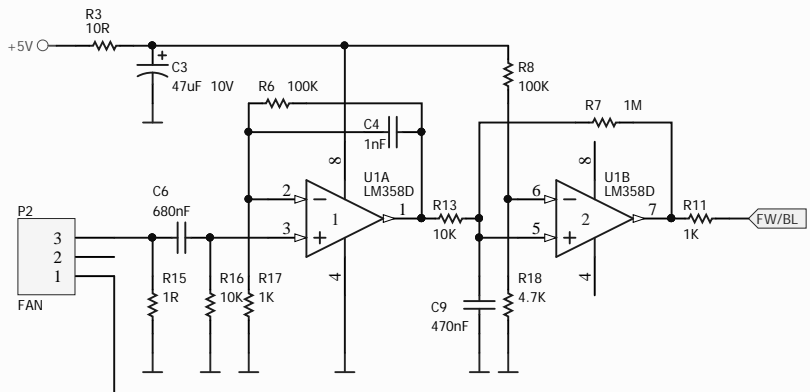 R3
10R
+5V
+
C3
47uF 10V
R6 100K
R8
100K
R7 1M
C4
1nF
8
U1A
LM358D
8
U1B
LM358D
C6
680nF
2
1
1
R13
10K
6
2
7
R11
1K
FW/BL
P2
3
5
3
2
1
FAN
R15
1R
R16
10K
R17
1K
4
4
R18
4.7K
C9
470nF